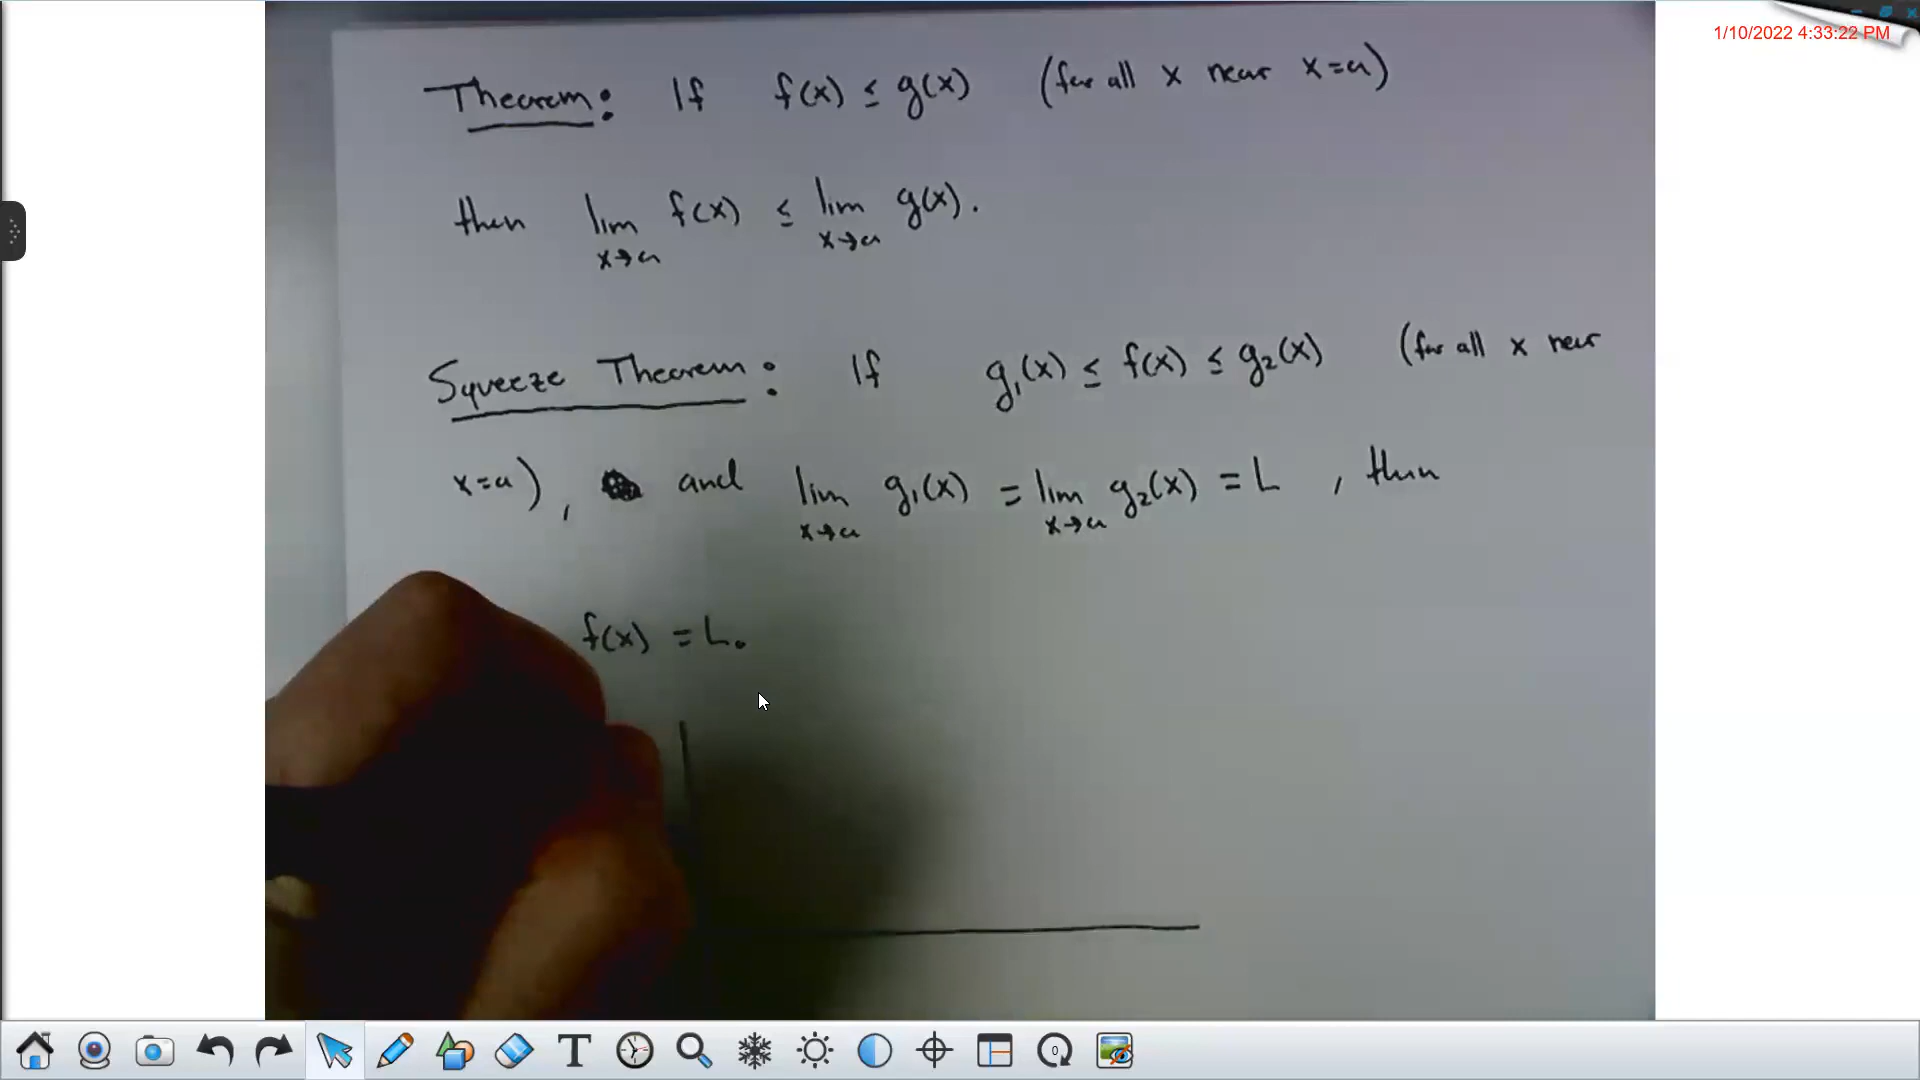 1/10/2022 4:33:22 PM
Theorem: If f(x) ≤ g(x) (for all x near x=a)
then lim x→a f(x) ≤ lim x→a g(x).
Squeeze Theorem: If g₁(x) ≤ f(x) ≤ g₂(x) (for all x near
x=a), and lim x→a g₁(x) = lim x→a g₂(x) = L , then
f(x) = L.
T
0